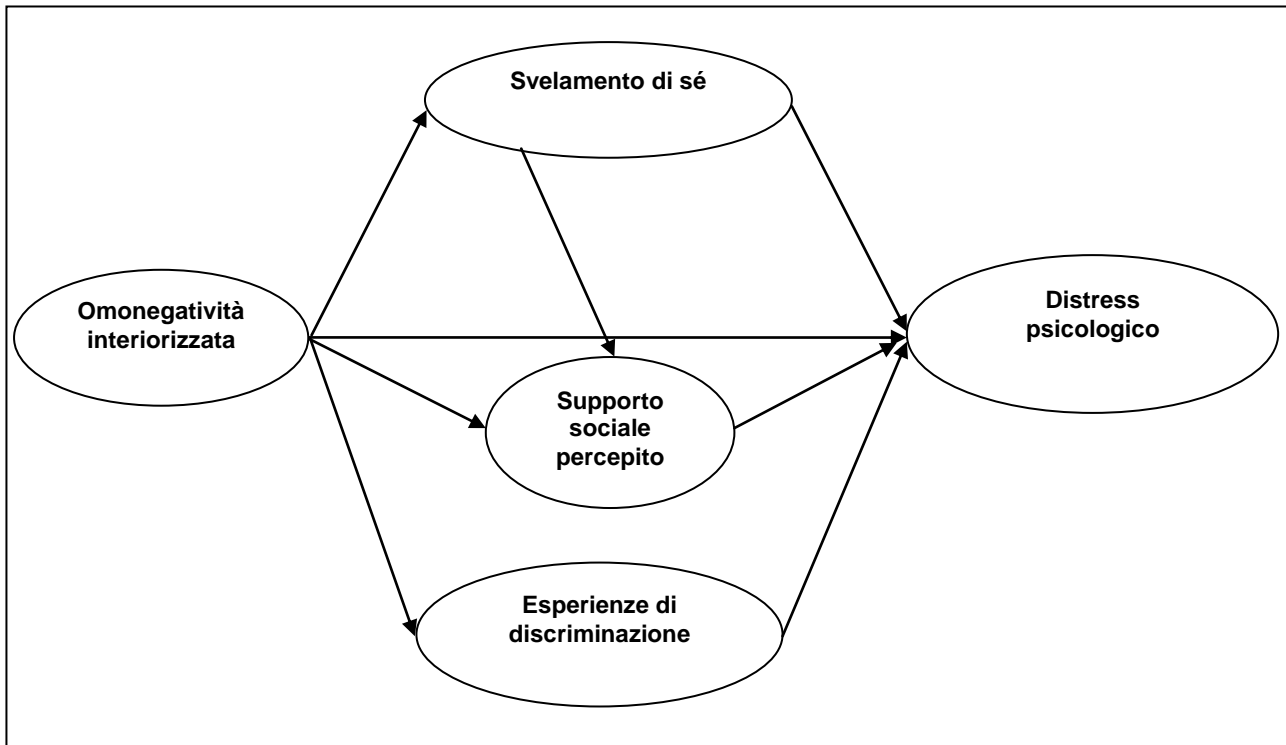 Svelamento di sé
Omonegatività
interiorizzata
Distress
psicologico
Supporto
sociale
percepito
Esperienze di
discriminazione